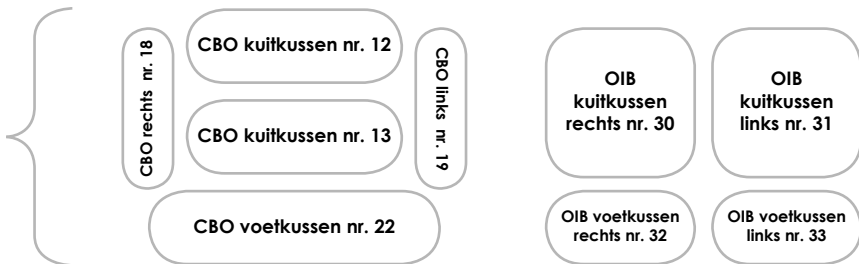 CBO rechts nr. 18
CBO kuitkussen nr. 12
CBO kuitkussen nr. 13
CBO links nr. 19
CBO voetkussen nr. 22
OIB
kuitkussen
rechts nr. 30
OIB
kuitkussen
links nr. 31
OIB voetkussen
rechts nr. 32
OIB voetkussen
links nr. 33